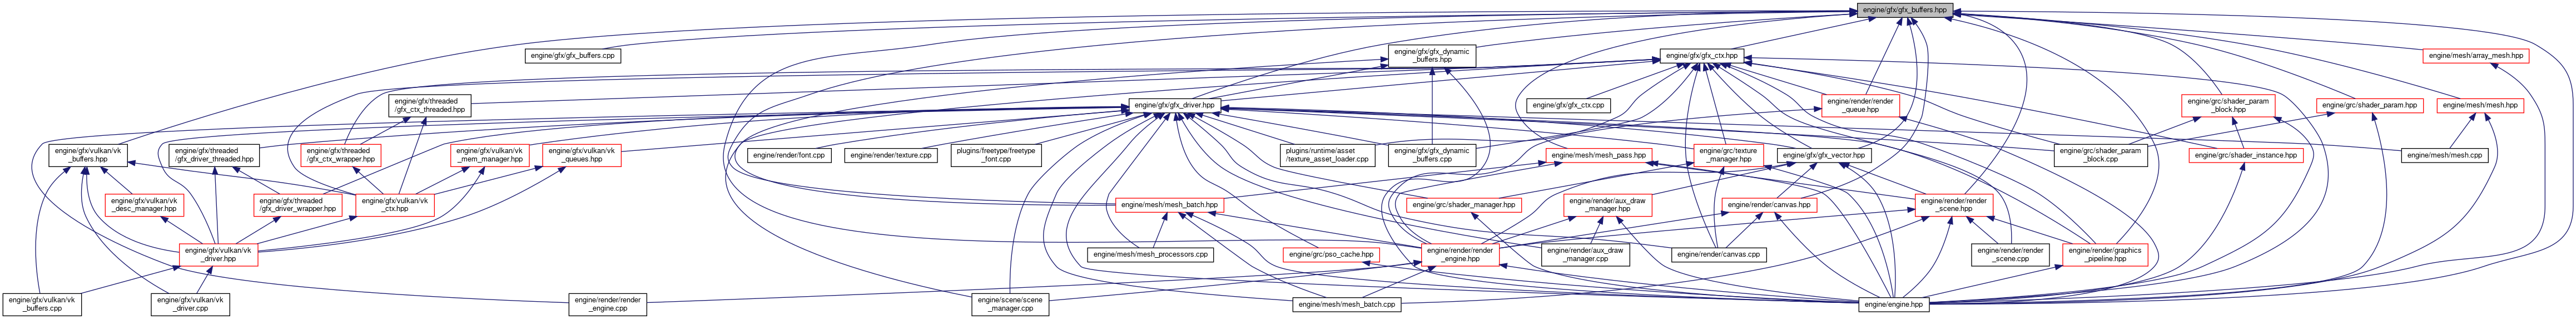 engine/gfx/gfx_buffers.hpp
engine/gfx/gfx_buffers.cpp
engine/gfx/gfx_dynamic
_buffers.hpp
engine/gfx/gfx_ctx.hpp
engine/mesh/array_mesh.hpp
engine/gfx/threaded
/gfx_ctx_threaded.hpp
engine/gfx/gfx_driver.hpp
engine/gfx/gfx_ctx.cpp
engine/render/render
_queue.hpp
engine/grc/shader_param
_block.hpp
engine/grc/shader_param.hpp
engine/mesh/mesh.hpp
engine/gfx/vulkan/vk
_buffers.hpp
engine/gfx/threaded
/gfx_driver_threaded.hpp
engine/gfx/threaded
/gfx_ctx_wrapper.hpp
engine/gfx/vulkan/vk
_mem_manager.hpp
engine/gfx/vulkan/vk
_queues.hpp
engine/render/font.cpp
engine/render/texture.cpp
plugins/freetype/freetype
_font.cpp
engine/gfx/gfx_dynamic
_buffers.cpp
plugins/runtime/asset
/texture_asset_loader.cpp
engine/mesh/mesh_pass.hpp
engine/grc/texture
_manager.hpp
engine/gfx/gfx_vector.hpp
engine/grc/shader_param
_block.cpp
engine/grc/shader_instance.hpp
engine/mesh/mesh.cpp
engine/gfx/vulkan/vk
_desc_manager.hpp
engine/gfx/threaded
/gfx_driver_wrapper.hpp
engine/gfx/vulkan/vk
_ctx.hpp
engine/mesh/mesh_batch.hpp
engine/grc/shader_manager.hpp
engine/render/aux_draw
_manager.hpp
engine/render/canvas.hpp
engine/render/render
_scene.hpp
engine/gfx/vulkan/vk
_driver.hpp
engine/mesh/mesh_processors.cpp
engine/grc/pso_cache.hpp
engine/render/render
_engine.hpp
engine/render/aux_draw
_manager.cpp
engine/render/canvas.cpp
engine/render/render
_scene.cpp
engine/render/graphics
_pipeline.hpp
engine/gfx/vulkan/vk
_buffers.cpp
engine/gfx/vulkan/vk
_driver.cpp
engine/render/render
_engine.cpp
engine/scene/scene
_manager.cpp
engine/mesh/mesh_batch.cpp
engine/engine.hpp